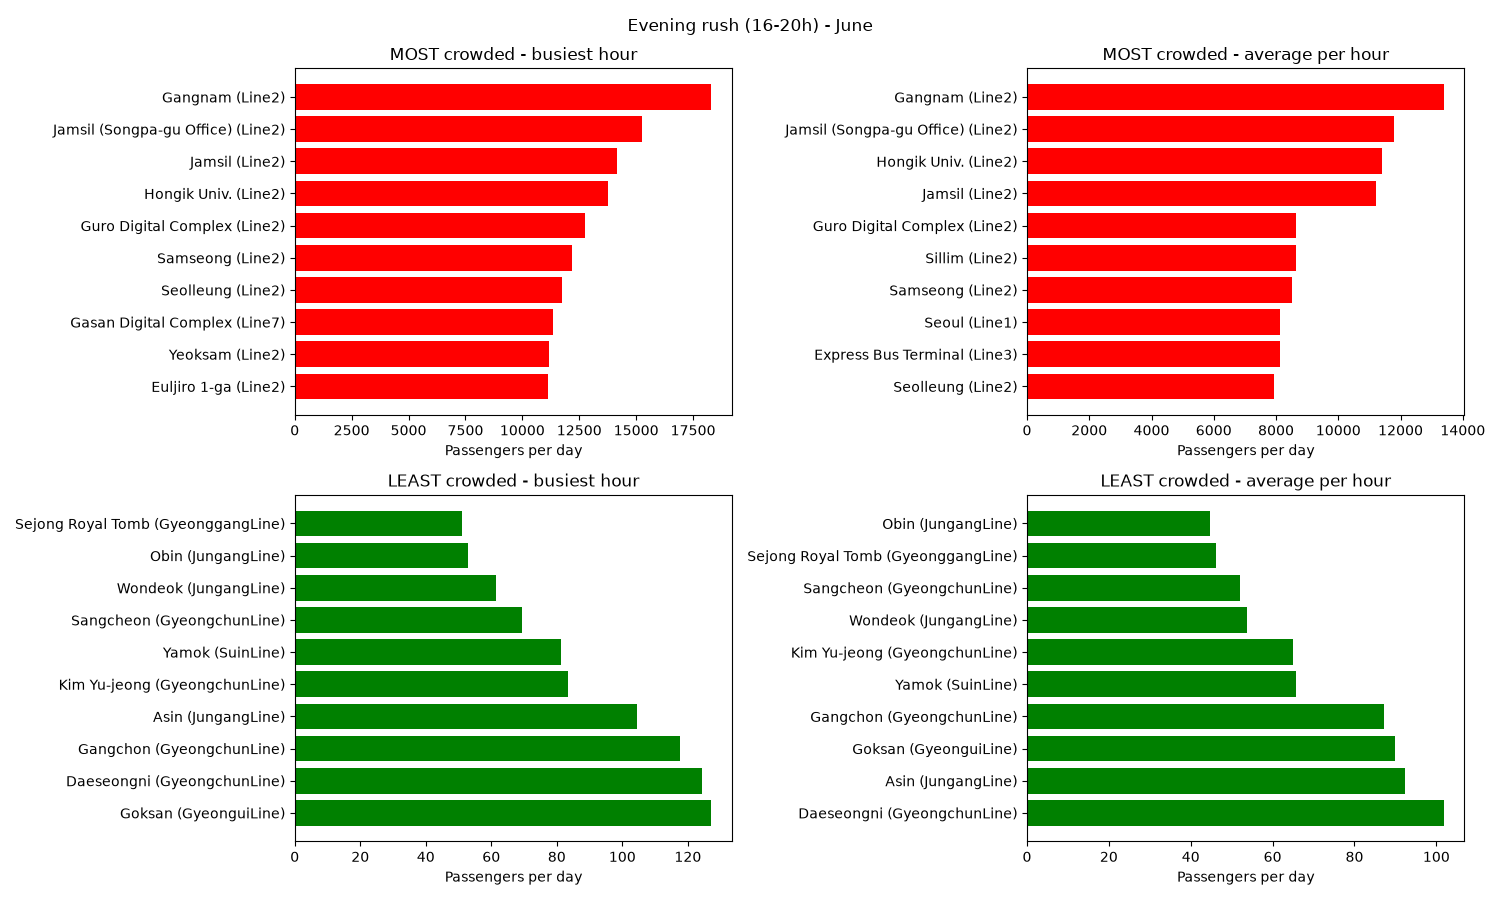 Evening rush (16-20h) - June
MOST crowded - busiest hour
Gangnam (Line2)
Jamsil (Songpa-gu Office) (Line2)
Jamsil (Line2)
Hongik Univ. (Line2)
Guro Digital Complex (Line2)
Samseong (Line2)
Seolleung (Line2)
Gasan Digital Complex (Line7)
Yeoksam (Line2)
Euljiro 1-ga (Line2)
0 2500 5000 7500 10000 12500 15000 17500
Passengers per day
MOST crowded - average per hour
Gangnam (Line2)
Jamsil (Songpa-gu Office) (Line2)
Hongik Univ. (Line2)
Jamsil (Line2)
Guro Digital Complex (Line2)
Sillim (Line2)
Samseong (Line2)
Seoul (Line1)
Express Bus Terminal (Line3)
Seolleung (Line2)
0 2000 4000 6000 8000 10000 12000 14000
Passengers per day
LEAST crowded - busiest hour
Sejong Royal Tomb (GyeonggangLine)
Obin (JungangLine)
Wondeok (JungangLine)
Sangcheon (GyeongchunLine)
Yamok (SuinLine)
Kim Yu-jeong (GyeongchunLine)
Asin (JungangLine)
Gangchon (GyeongchunLine)
Daeseongni (GyeongchunLine)
Goksan (GyeonguiLine)
0 20 40 60 80 100 120
Passengers per day
LEAST crowded - average per hour
Obin (JungangLine)
Sejong Royal Tomb (GyeonggangLine)
Sangcheon (GyeongchunLine)
Wondeok (JungangLine)
Kim Yu-jeong (GyeongchunLine)
Yamok (SuinLine)
Gangchon (GyeongchunLine)
Goksan (GyeonguiLine)
Asin (JungangLine)
Daeseongni (GyeongchunLine)
0 20 40 60 80 100
Passengers per day